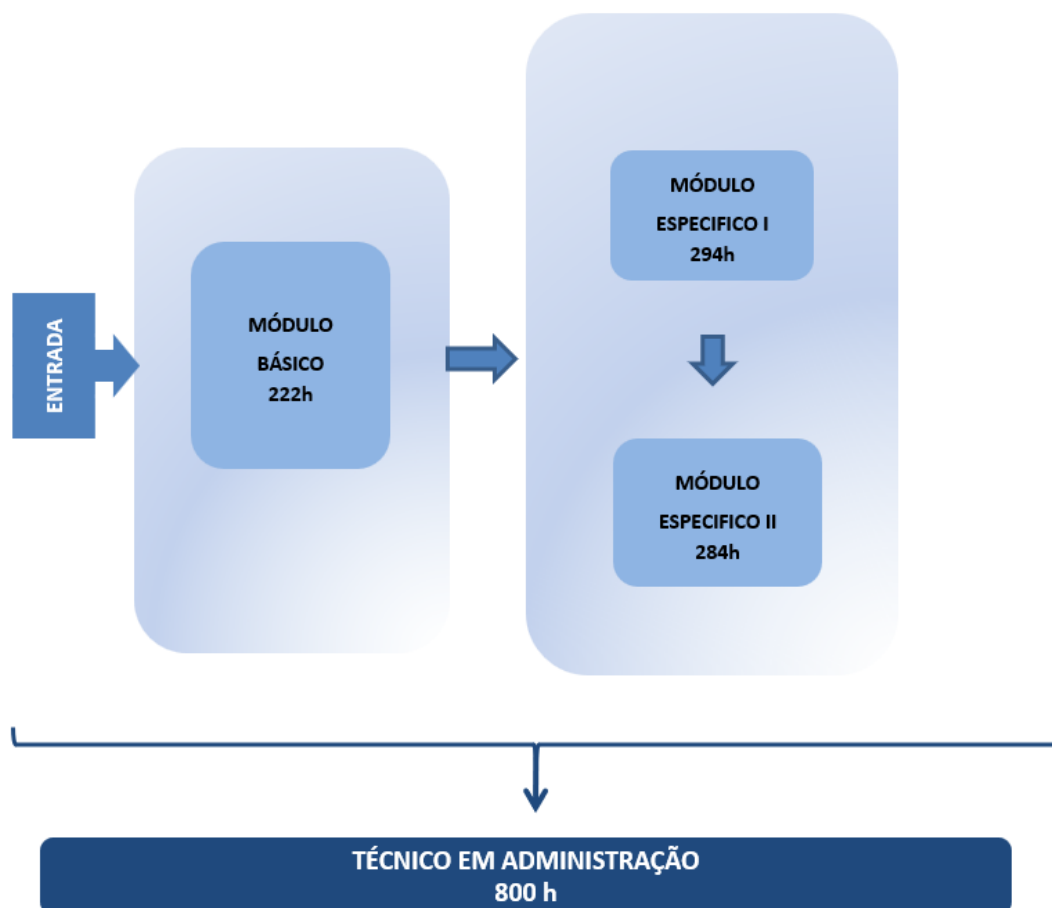 ENTRADA
MÓDULO
BÁSICO
222h
MÓDULO
ESPECIFICO I
294h
MÓDULO
ESPECIFICO II
284h
TÉCNICO EM ADMINISTRAÇÃO
800 h